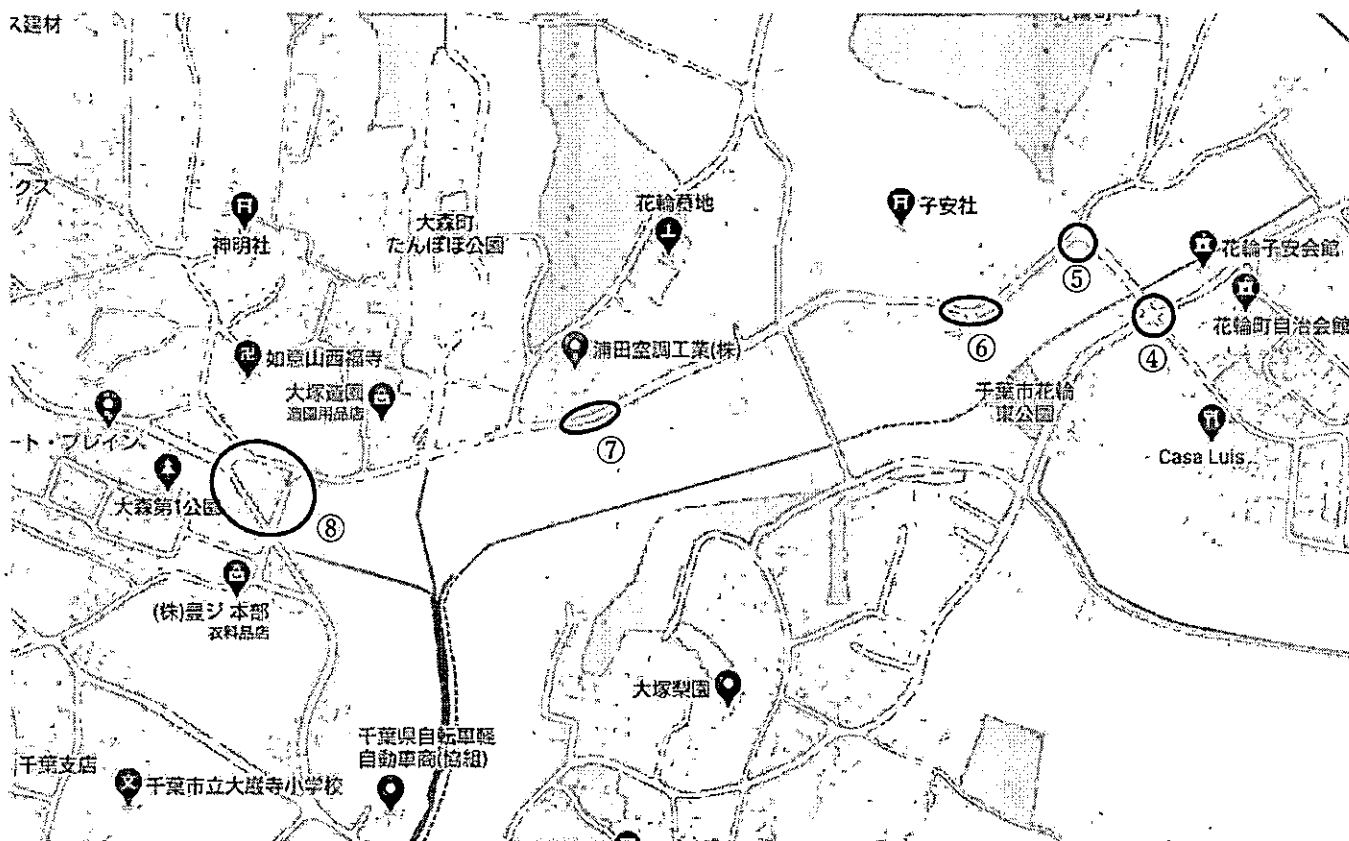 ス建材
クス
神明社
大森町
たんぽぽ公園
花輪墓地
子安社
⑤
花輪子安会館
花輪町自治会館
④
⑥
浦田空調工業(株)
如意山西福寺
大塚造園
造園用品店
千葉市花輪
東公園
Casa Luis
ート・ブレイン
⑦
大森第1公園
⑧
(株)豊ジ 本部
衣料品店
大塚梨園
千葉県自転車軽
自動車商(協組)
千葉支店
千葉市立大巌寺小学校